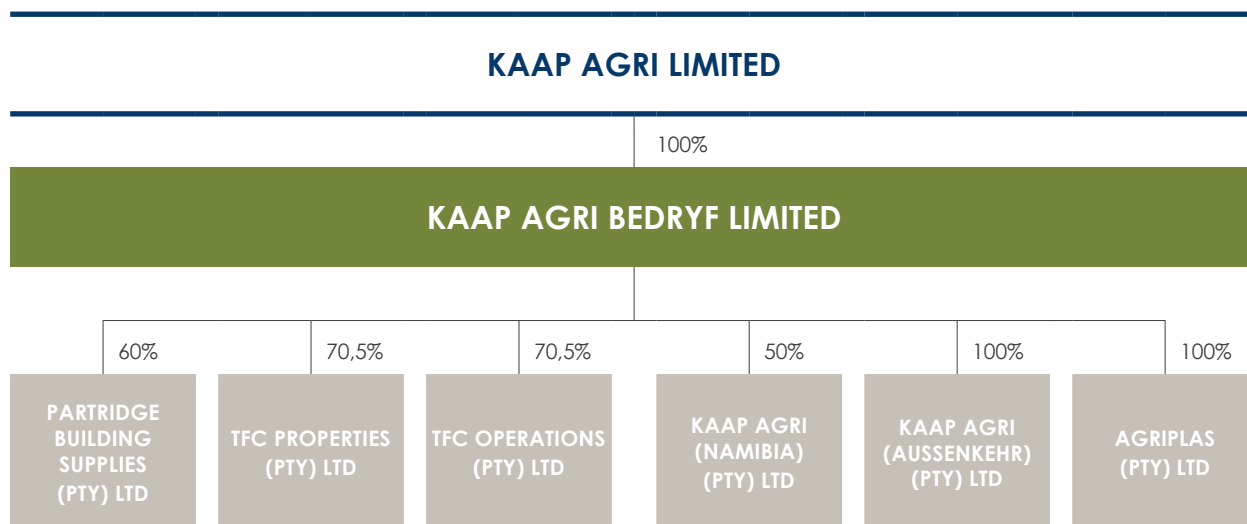 KAAP AGRI LIMITED
100%
KAAP AGRI BEDRYF LIMITED
60%
70,5%
70,5%
50%
100%
100%
PARTRIDGE
BUILDING
SUPPLIES
(PTY) LTD
TFC PROPERTIES
(PTY) LTD
TFC OPERATIONS
(PTY) LTD
KAAP AGRI
(NAMIBIA)
(PTY) LTD
KAAP AGRI
(AUSSENKEHR)
(PTY) LTD
AGRIPLAS
(PTY) LTD